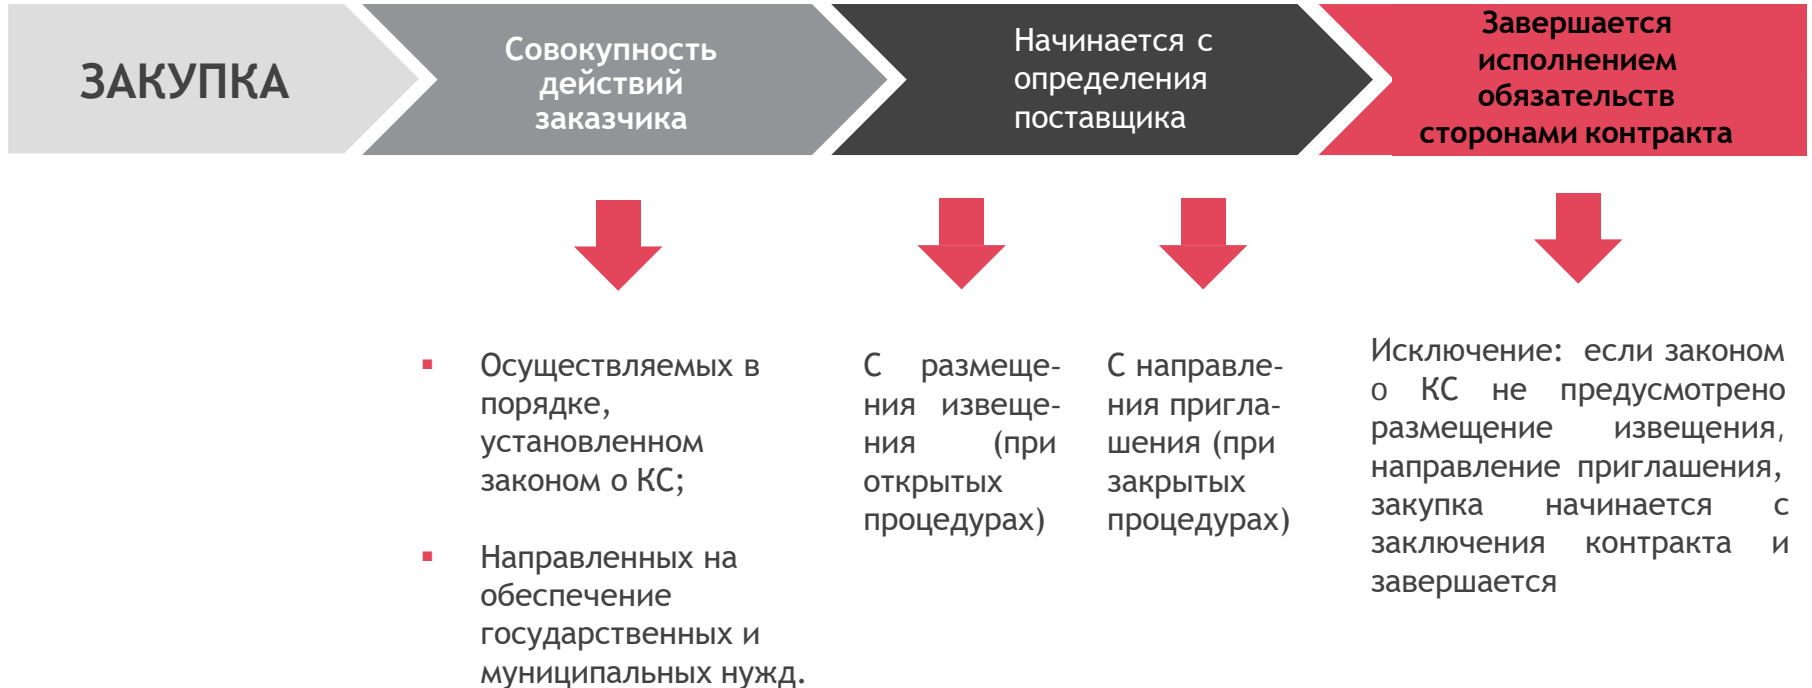 ЗАКУПКА
Совокупность
действий
заказчика
Начинается с
определения
поставщика
Завершается
исполнением
обязательств
сторонами контракта
▪ Осуществляемых в
порядке,
установленном
законом о КС;
▪ Направленных на
обеспечение
государственных и
муниципальных нужд.
С размеще-
ния извеще-
ния (при
открытых
процедурах)
С направле-
ния пригла-
шения (при
закрытых
процедурах)
Исключение: если законом
о КС не предусмотрено
размещение извещения,
направление приглашения,
закупка начинается с
заключения контракта и
завершается